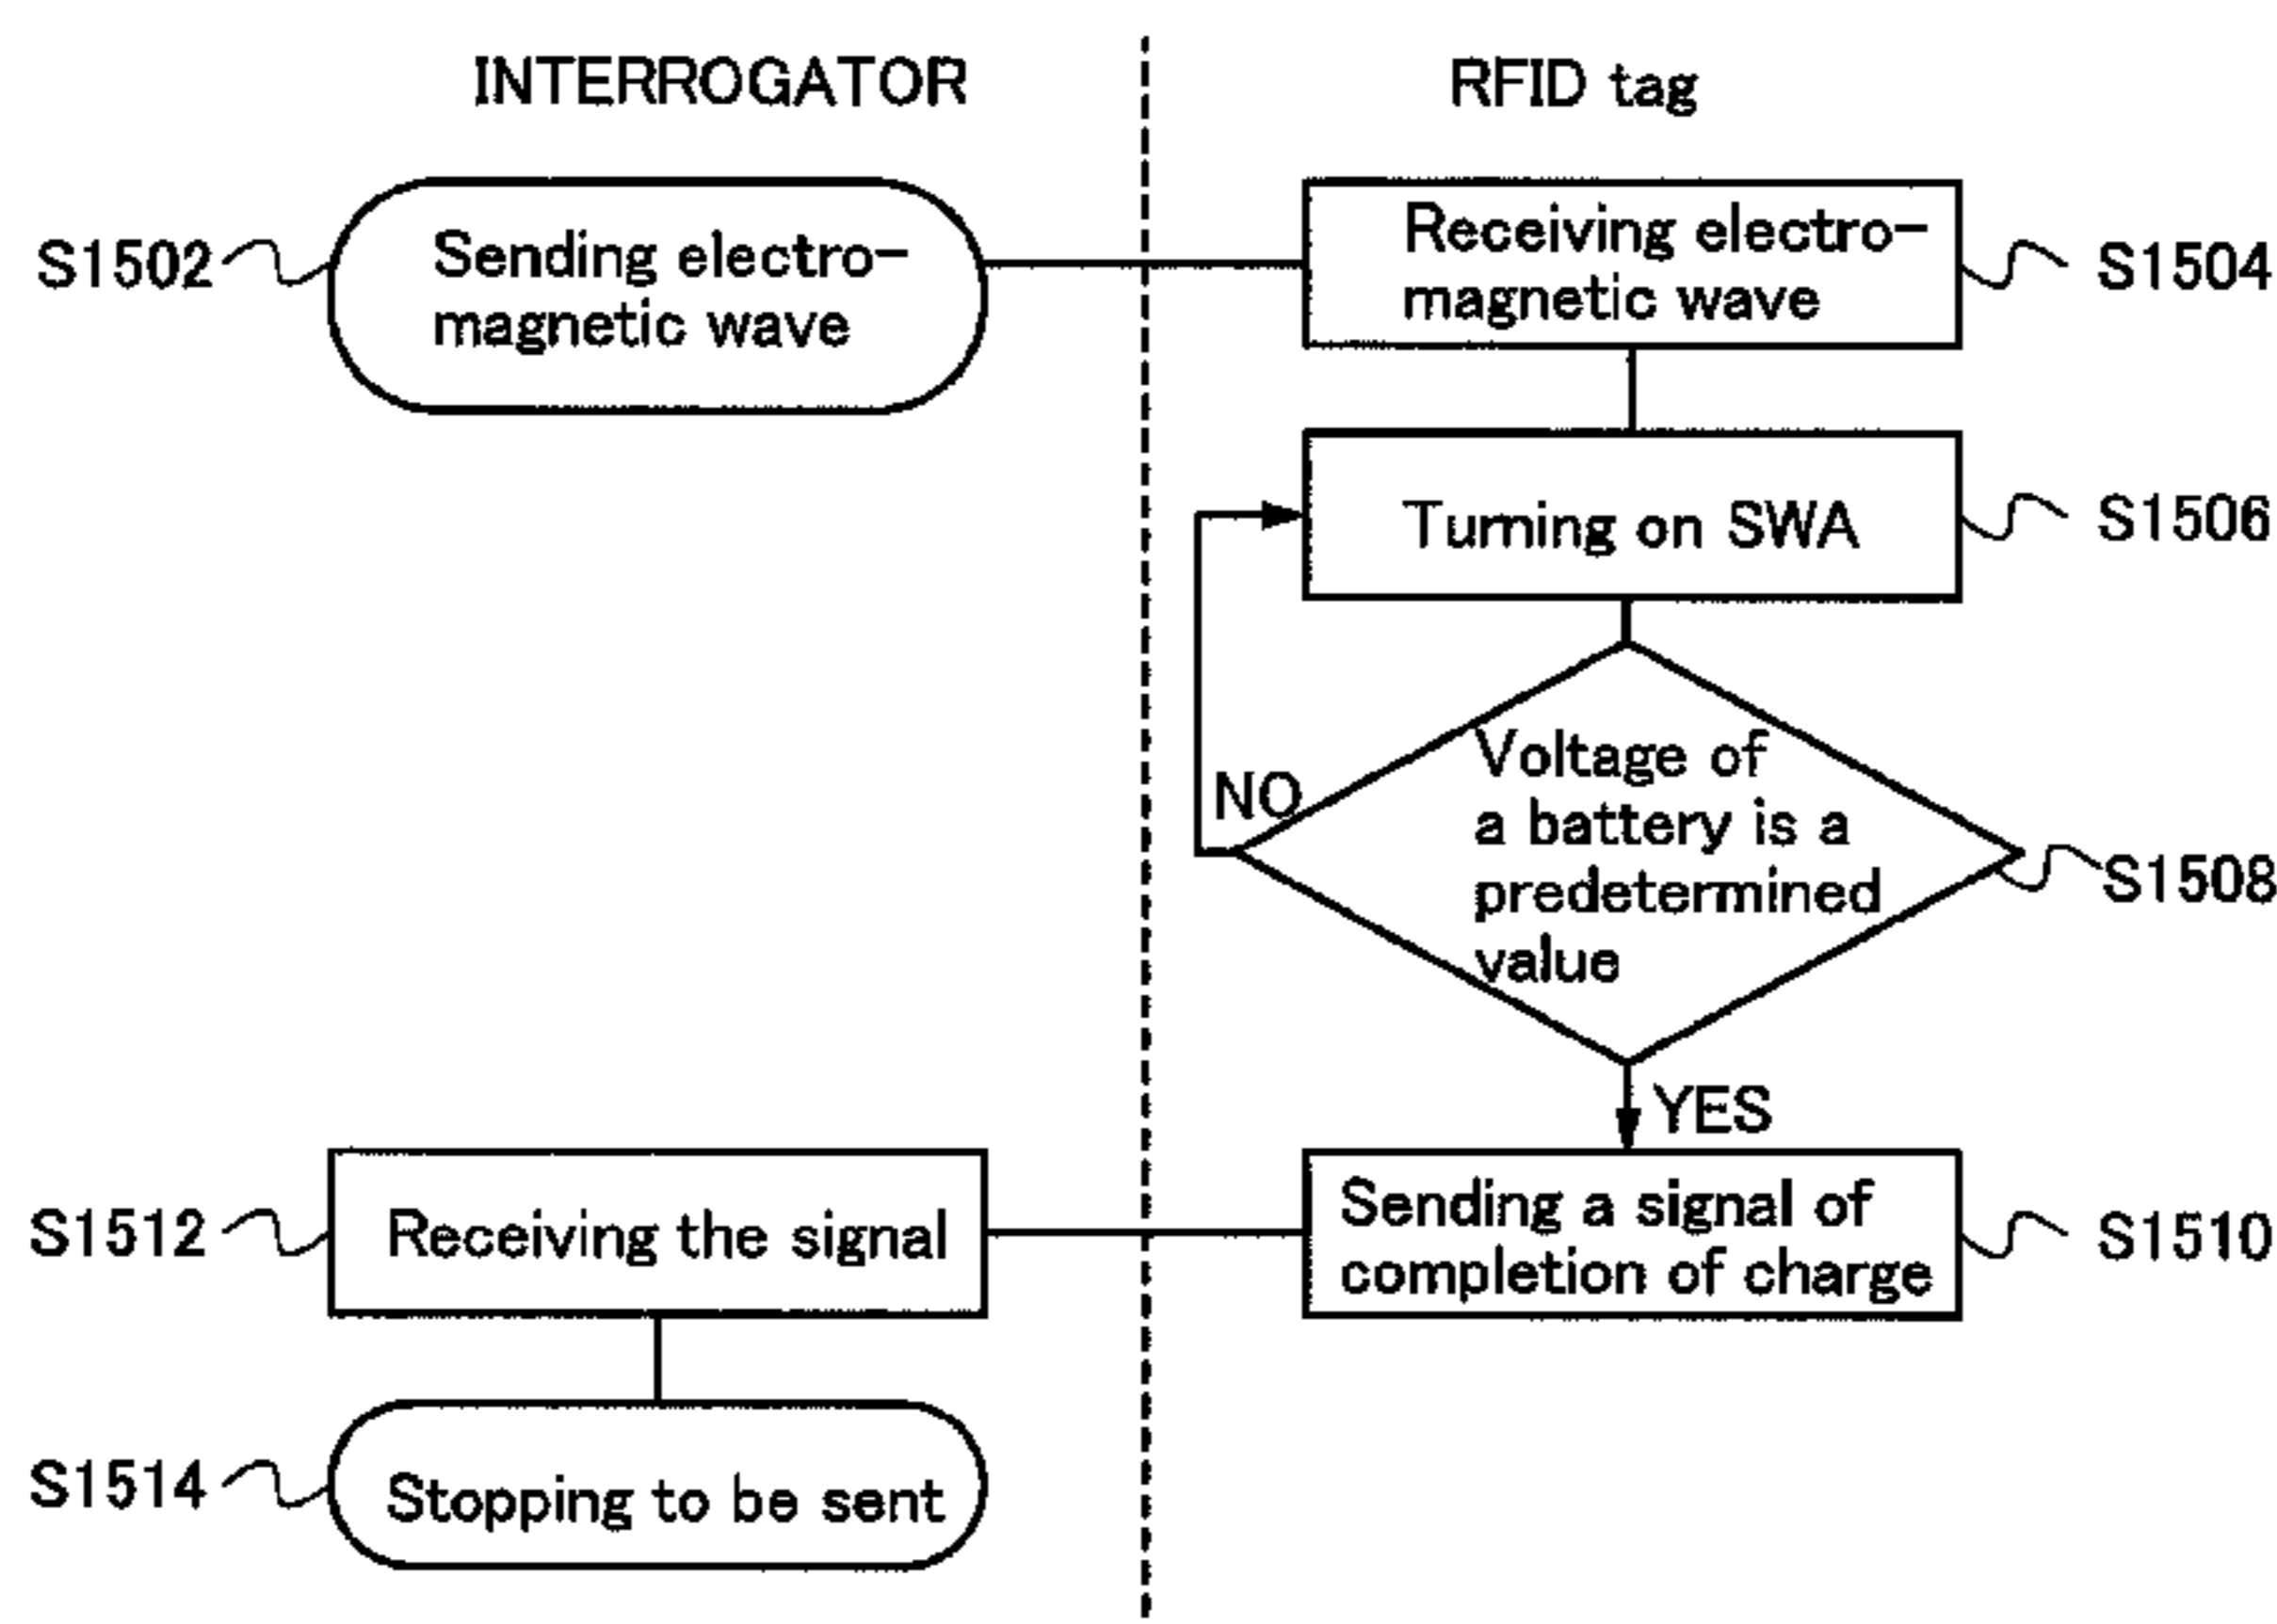 INTERROGATOR
RFID tag
S1502
Sending electro-
magnetic wave
Receiving electro-
magnetic wave
S1504
Turning on SWA
S1506
NO
Voltage of
a battery is a
predetermined
value
S1508
YES
S1512
Receiving the signal
Sending a signal of
completion of charge
S1510
S1514
Stopping to be sent